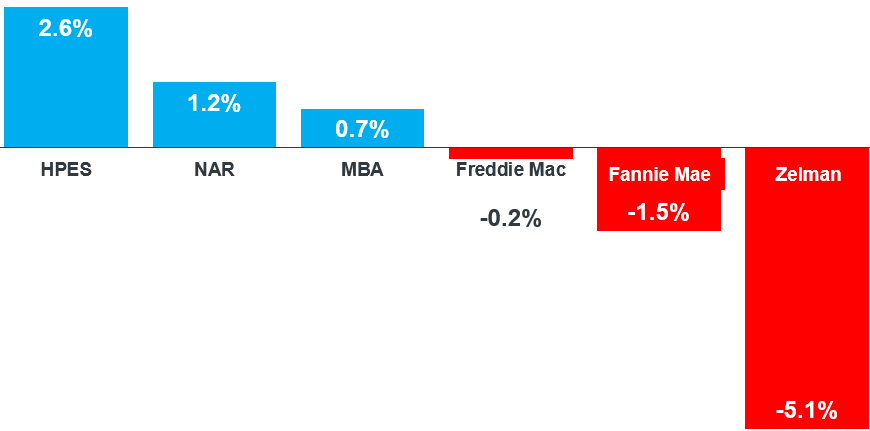 2.6%
1.2%
0.7%
HPES
NAR
MBA
Freddie Mac
Fannie Mae
Zelman
-0.2%
-1.5%
-5.1%